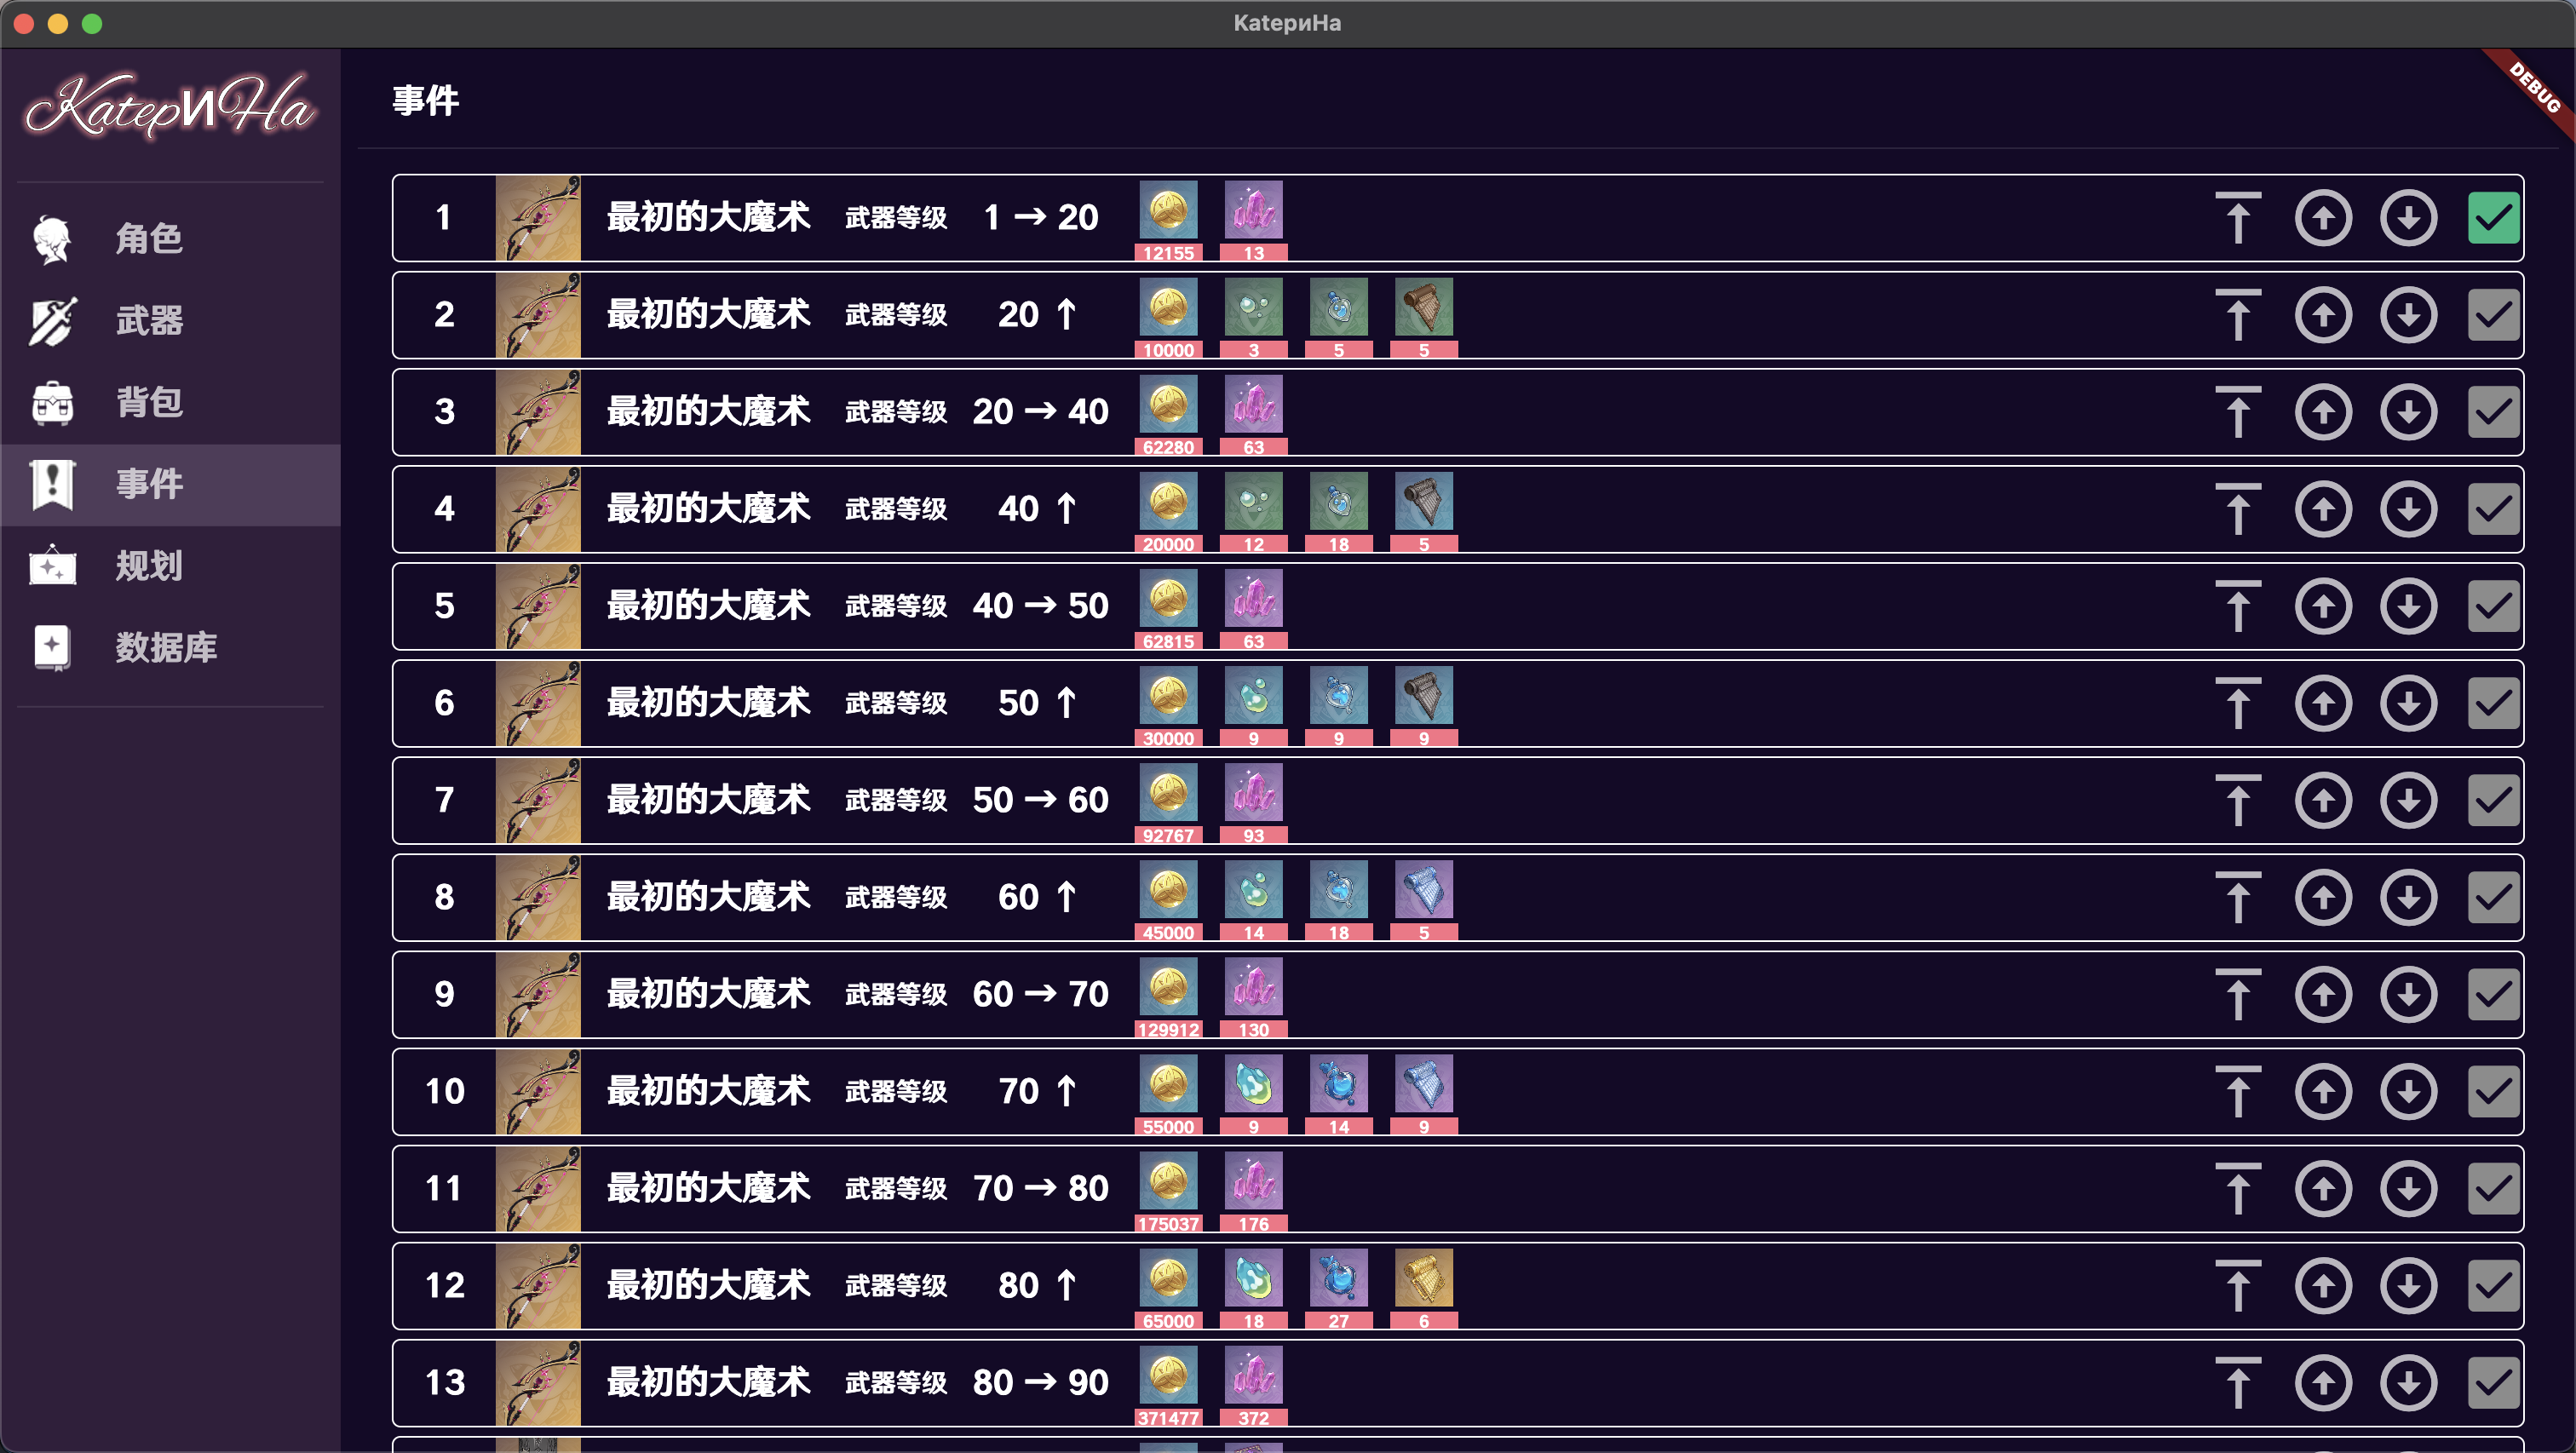 КатериНа
КатерИНа
DEBUG
事件
角色
武器
背包
事件
规划
数据库
1 最初的大魔术 武器等级 1 → 20
12155 13
2 最初的大魔术 武器等级 20 ↑
10000 3 5 5
3 最初的大魔术 武器等级 20 → 40
62280 63
4 最初的大魔术 武器等级 40 ↑
20000 12 18 5
5 最初的大魔术 武器等级 40 → 50
62815 63
6 最初的大魔术 武器等级 50 ↑
30000 9 9 9
7 最初的大魔术 武器等级 50 → 60
92767 93
8 最初的大魔术 武器等级 60 ↑
45000 14 18 5
9 最初的大魔术 武器等级 60 → 70
129912 130
10 最初的大魔术 武器等级 70 ↑
55000 9 14 9
11 最初的大魔术 武器等级 70 → 80
175037 176
12 最初的大魔术 武器等级 80 ↑
65000 18 27 6
13 最初的大魔术 武器等级 80 → 90
371477 372